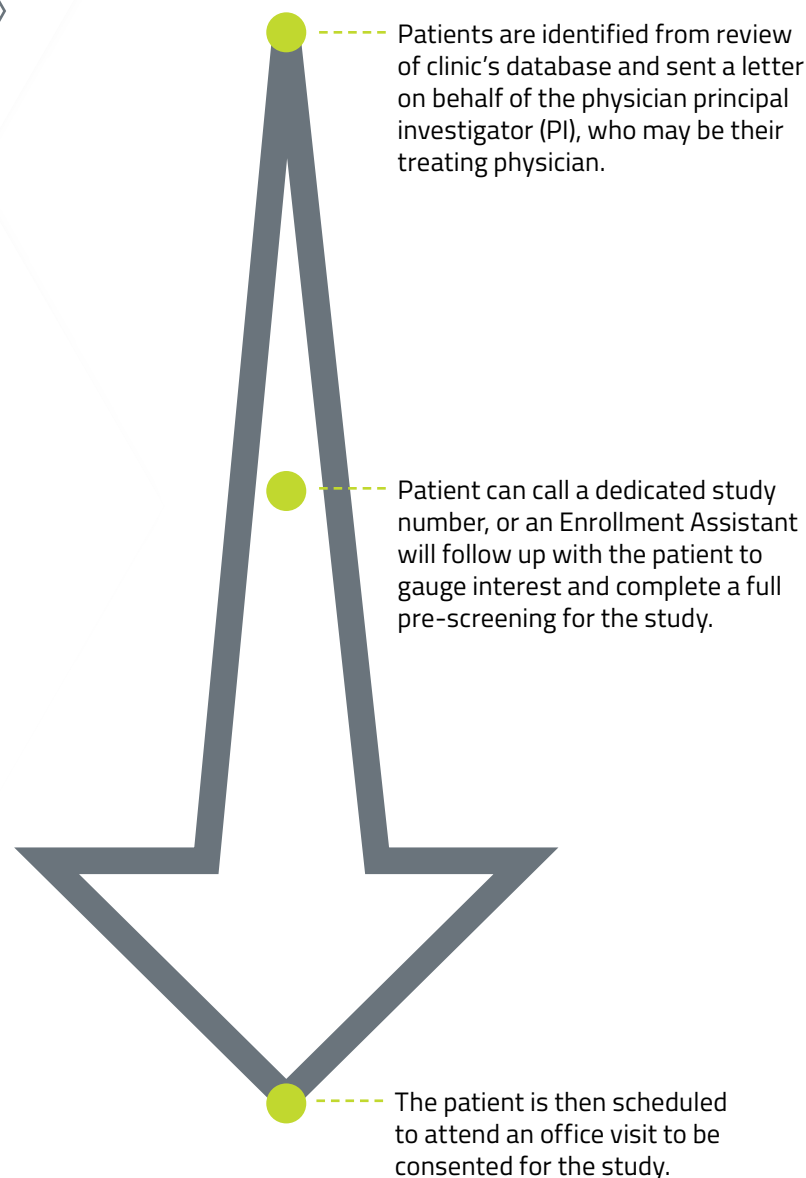 Patients are identified from review
of clinic's database and sent a letter
on behalf of the physician principal
investigator (PI), who may be their
treating physician.
Patient can call a dedicated study
number, or an Enrollment Assistant
will follow up with the patient to
gauge interest and complete a full
pre-screening for the study.
The patient is then scheduled
to attend an office visit to be
consented for the study.